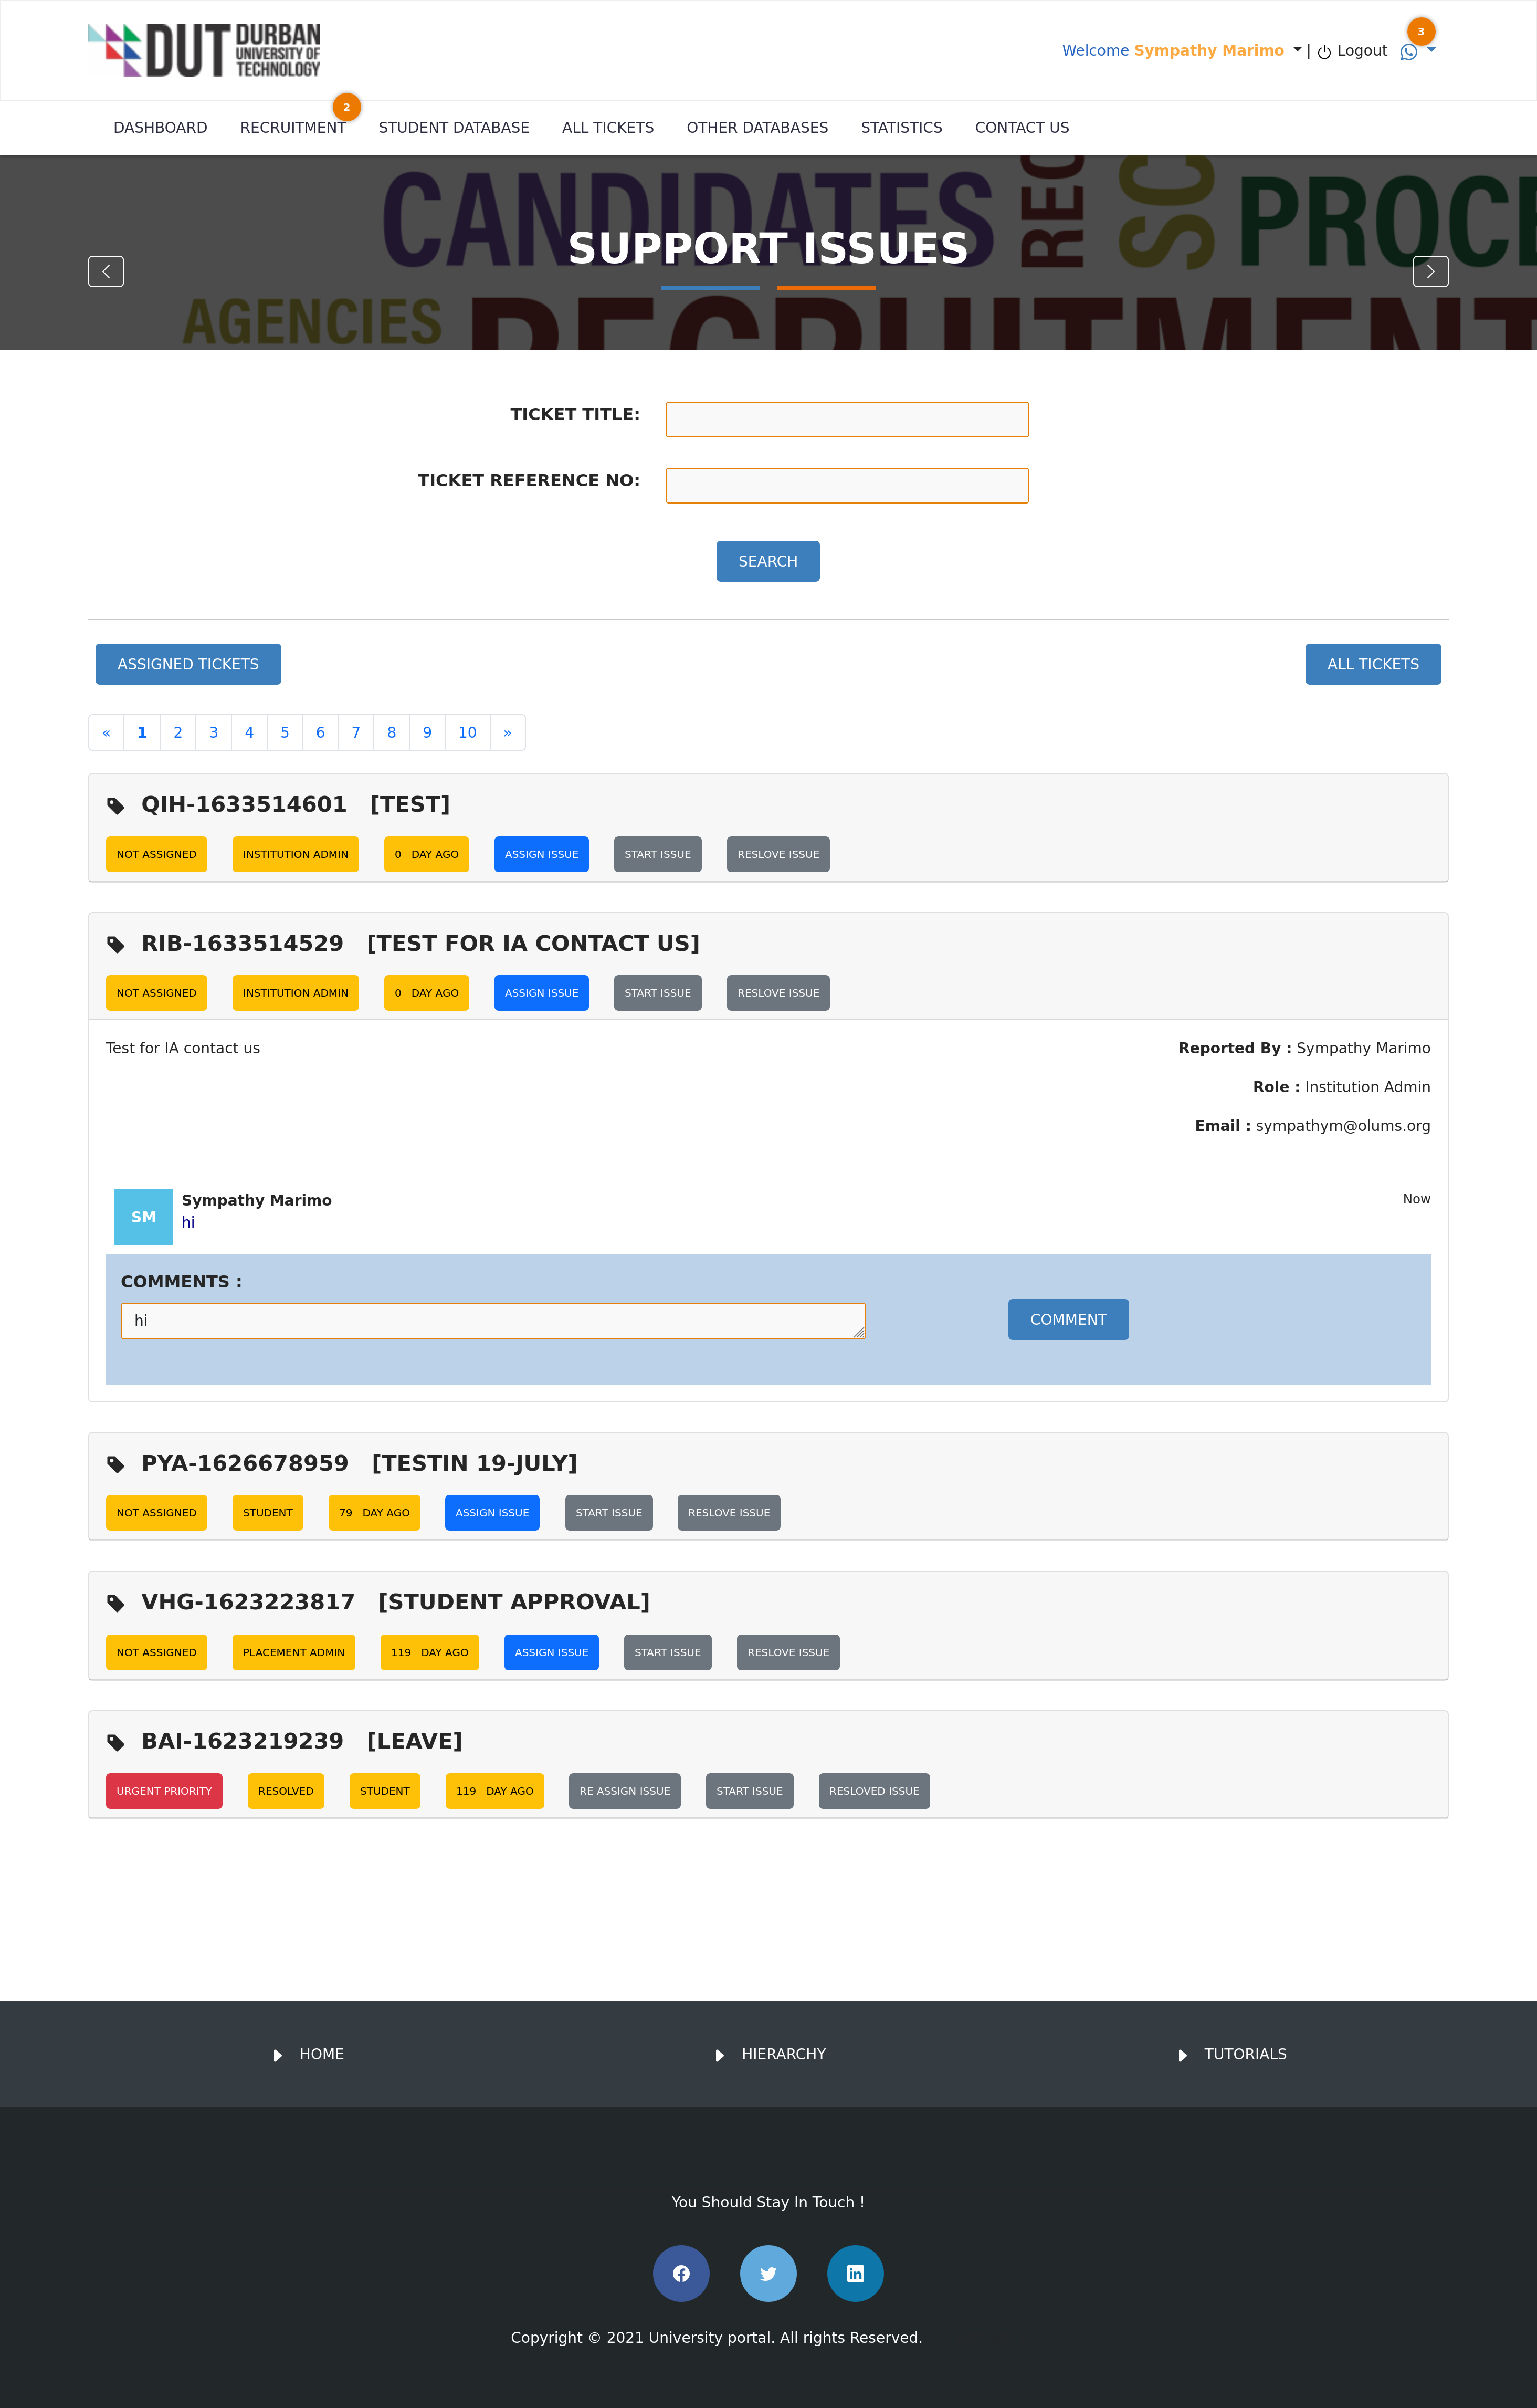 DUT DURBAN
UNIVERSITY OF
TECHNOLOGY
Welcome Sympathy Marimo | Logout 3
DASHBOARD RECRUITMENT 2 STUDENT DATABASE ALL TICKETS OTHER DATABASES STATISTICS CONTACT US
CANDIDATES
PROCE
AGENCIES
RECRUITMENT
SUPPORT ISSUES
TICKET TITLE:
TICKET REFERENCE NO:
SEARCH
ASSIGNED TICKETS ALL TICKETS
« 1 2 3 4 5 6 7 8 9 10 »
QIH-1633514601 [TEST]
NOT ASSIGNED INSTITUTION ADMIN 0 DAY AGO ASSIGN ISSUE START ISSUE RESLOVE ISSUE
RIB-1633514529 [TEST FOR IA CONTACT US]
NOT ASSIGNED INSTITUTION ADMIN 0 DAY AGO ASSIGN ISSUE START ISSUE RESLOVE ISSUE
Test for IA contact us Reported By : Sympathy Marimo
Role : Institution Admin
Email : sympathym@olums.org
SM Sympathy Marimo Now
hi
COMMENTS :
hi COMMENT
PYA-1626678959 [TESTIN 19-JULY]
NOT ASSIGNED STUDENT 79 DAY AGO ASSIGN ISSUE START ISSUE RESLOVE ISSUE
VHG-1623223817 [STUDENT APPROVAL]
NOT ASSIGNED PLACEMENT ADMIN 119 DAY AGO ASSIGN ISSUE START ISSUE RESLOVE ISSUE
BAI-1623219239 [LEAVE]
URGENT PRIORITY RESOLVED STUDENT 119 DAY AGO RE ASSIGN ISSUE START ISSUE RESLOVED ISSUE
HOME HIERARCHY TUTORIALS
You Should Stay In Touch !
Copyright © 2021 University portal. All rights Reserved.